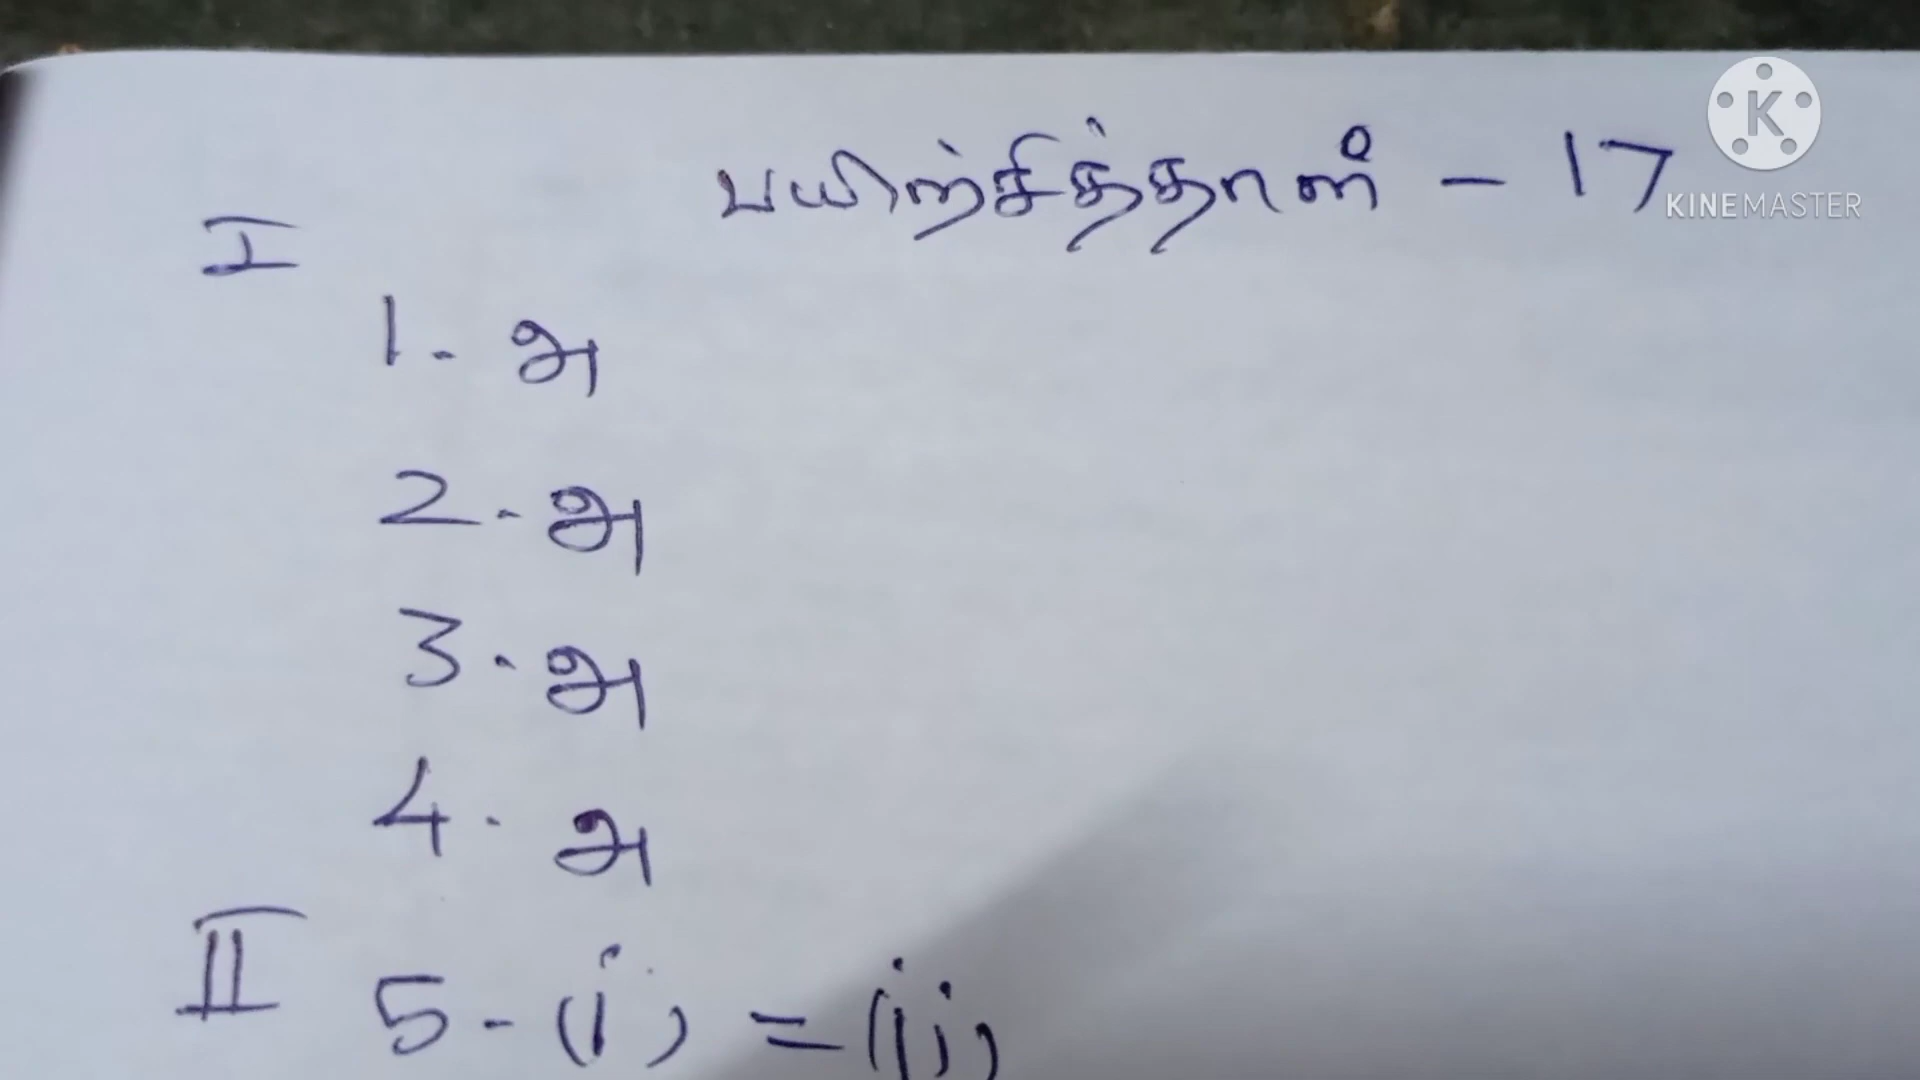 பயிற்சித்தாள் - 17
K
KINEMASTER
I
1. அ
2. அ
3. அ
4. அ
II 5 - (i) = (ii)